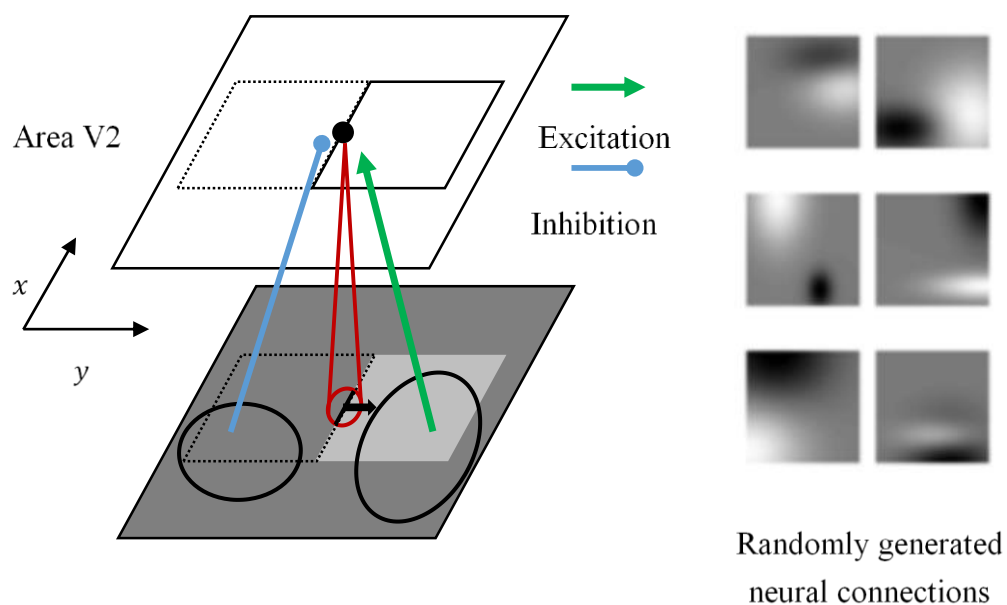 Area V2
Excitation
Inhibition
x
y
Randomly generated
neural connections